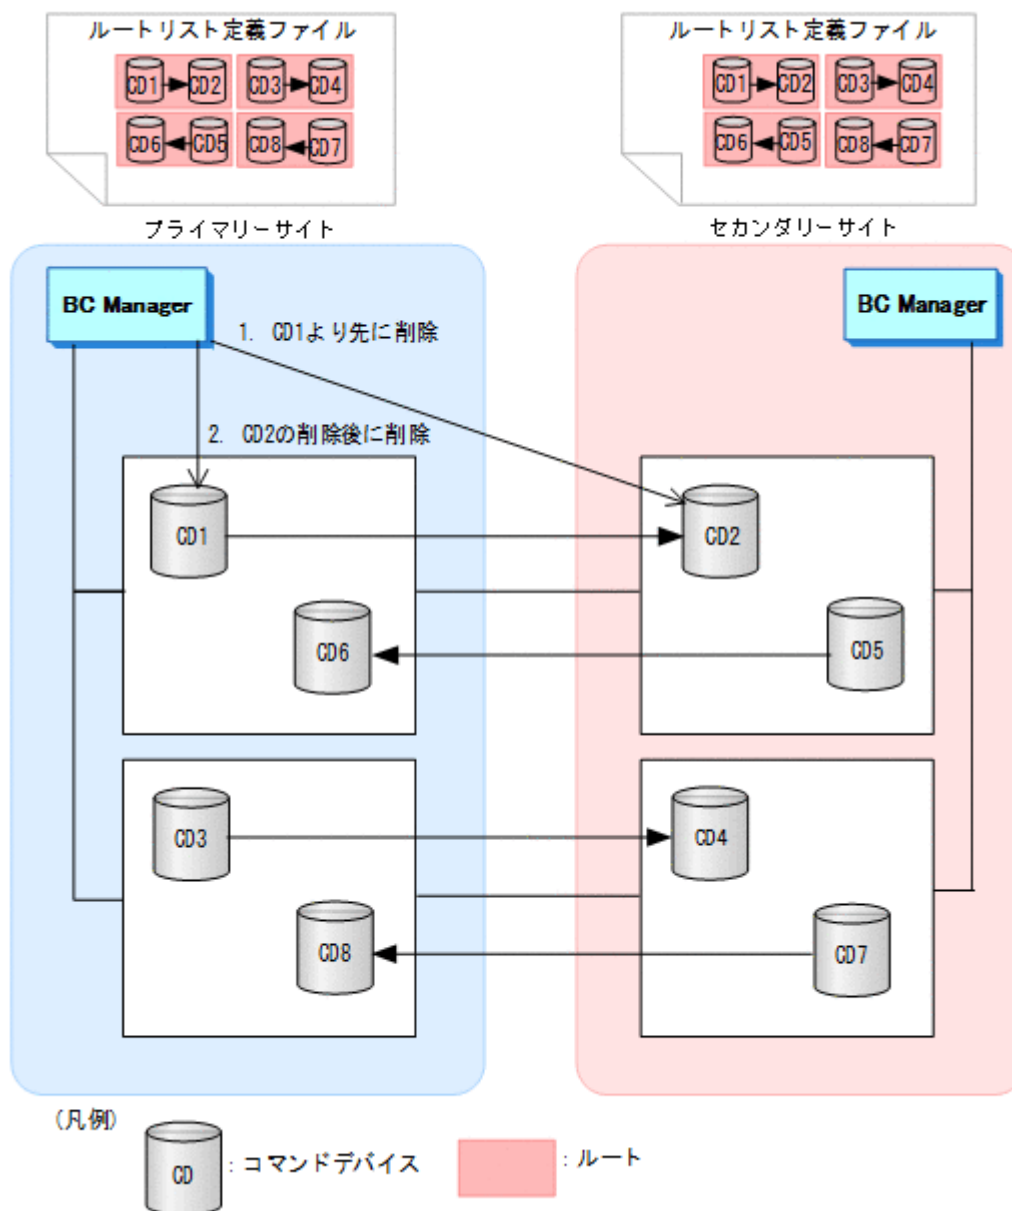 ルートリスト定義ファイル
CD1 CD2 CD3 CD4
CD6 CD5 CD8 CD7
ルートリスト定義ファイル
CD1 CD2 CD3 CD4
CD6 CD5 CD8 CD7
プライマリーサイト
セカンダリーサイト
BC Manager
BC Manager
1. CD1より先に削除
2. CD2の削除後に削除
CD1
CD2
CD6
CD5
CD3
CD4
CD8
CD7
(凡例)
CD
：コマンドデバイス
：ルート